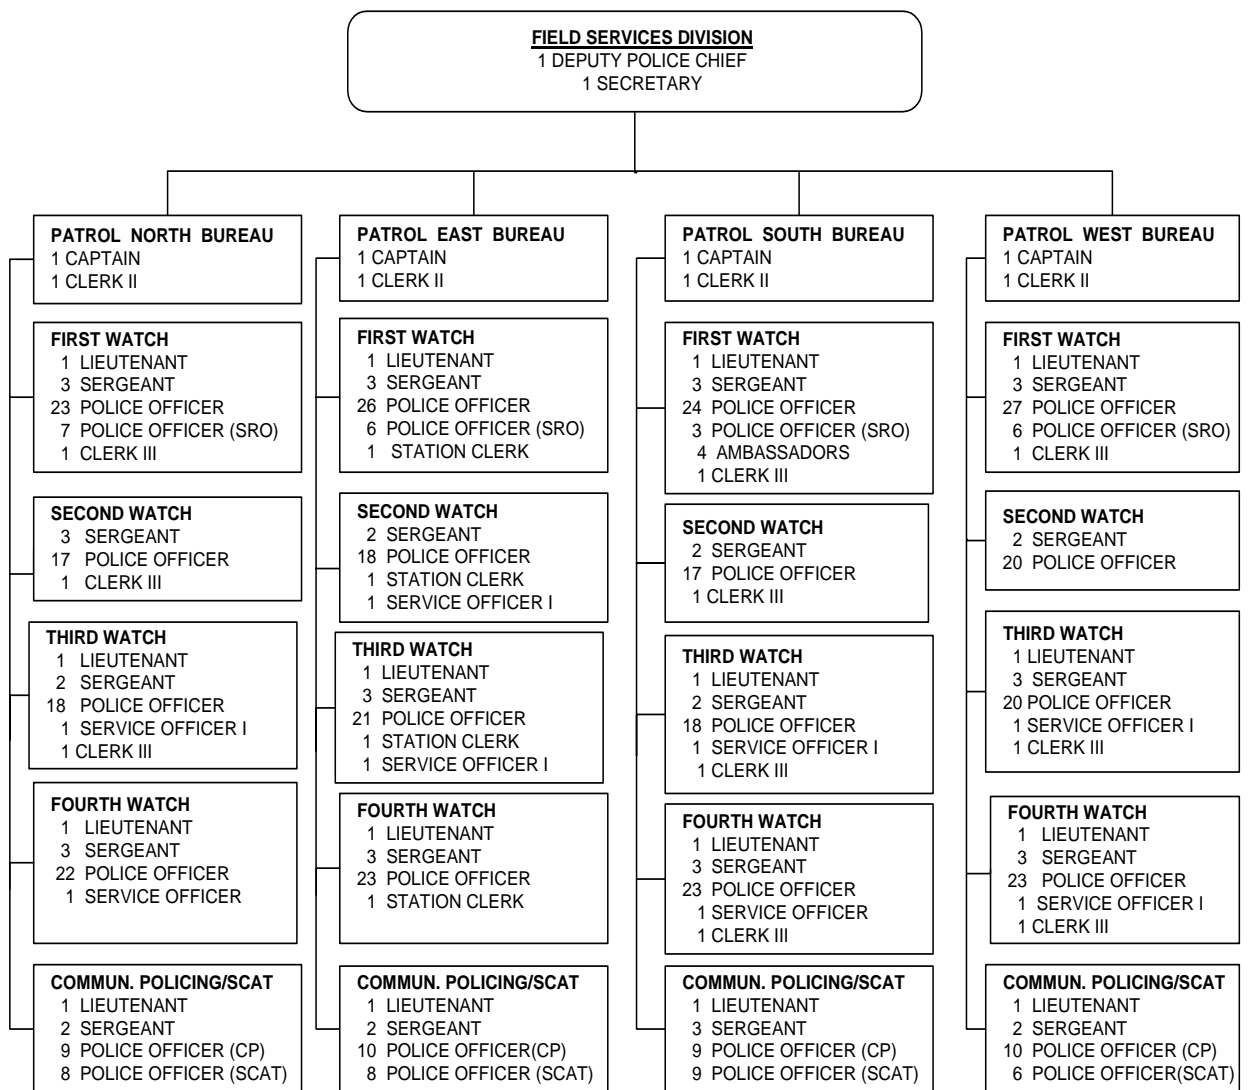 FIELD SERVICES DIVISION
1 DEPUTY POLICE CHIEF
1 SECRETARY
PATROL NORTH BUREAU
1 CAPTAIN
1 CLERK II
FIRST WATCH
1 LIEUTENANT
3 SERGEANT
23 POLICE OFFICER
7 POLICE OFFICER (SRO)
1 CLERK III
SECOND WATCH
3 SERGEANT
17 POLICE OFFICER
1 CLERK III
THIRD WATCH
1 LIEUTENANT
2 SERGEANT
18 POLICE OFFICER
1 SERVICE OFFICER I
1 CLERK III
FOURTH WATCH
1 LIEUTENANT
3 SERGEANT
22 POLICE OFFICER
1 SERVICE OFFICER
COMMUN. POLICING/SCAT
1 LIEUTENANT
2 SERGEANT
9 POLICE OFFICER (CP)
8 POLICE OFFICER (SCAT)
PATROL EAST BUREAU
1 CAPTAIN
1 CLERK II
FIRST WATCH
1 LIEUTENANT
3 SERGEANT
26 POLICE OFFICER
6 POLICE OFFICER (SRO)
1 STATION CLERK
SECOND WATCH
2 SERGEANT
18 POLICE OFFICER
1 STATION CLERK
1 SERVICE OFFICER I
THIRD WATCH
1 LIEUTENANT
3 SERGEANT
21 POLICE OFFICER
1 STATION CLERK
1 SERVICE OFFICER I
FOURTH WATCH
1 LIEUTENANT
3 SERGEANT
23 POLICE OFFICER
1 STATION CLERK
COMMUN. POLICING/SCAT
1 LIEUTENANT
2 SERGEANT
10 POLICE OFFICER(CP)
8 POLICE OFFICER (SCAT)
PATROL SOUTH BUREAU
1 CAPTAIN
1 CLERK II
FIRST WATCH
1 LIEUTENANT
3 SERGEANT
24 POLICE OFFICER
3 POLICE OFFICER (SRO)
4 AMBASSADORS
1 CLERK III
SECOND WATCH
2 SERGEANT
17 POLICE OFFICER
1 CLERK III
THIRD WATCH
1 LIEUTENANT
2 SERGEANT
18 POLICE OFFICER
1 SERVICE OFFICER I
1 CLERK III
FOURTH WATCH
1 LIEUTENANT
3 SERGEANT
23 POLICE OFFICER
1 SERVICE OFFICER
1 CLERK III
COMMUN. POLICING/SCAT
1 LIEUTENANT
3 SERGEANT
9 POLICE OFFICER (CP)
9 POLICE OFFICER (SCAT)
PATROL WEST BUREAU
1 CAPTAIN
1 CLERK II
FIRST WATCH
1 LIEUTENANT
3 SERGEANT
27 POLICE OFFICER
6 POLICE OFFICER (SRO)
1 CLERK III
SECOND WATCH
2 SERGEANT
20 POLICE OFFICER
THIRD WATCH
1 LIEUTENANT
3 SERGEANT
20 POLICE OFFICER
1 SERVICE OFFICER I
1 CLERK III
FOURTH WATCH
1 LIEUTENANT
3 SERGEANT
23 POLICE OFFICER
1 SERVICE OFFICER I
1 CLERK III
COMMUN. POLICING/SCAT
1 LIEUTENANT
2 SERGEANT
10 POLICE OFFICER (CP)
6 POLICE OFFICER(SCAT)